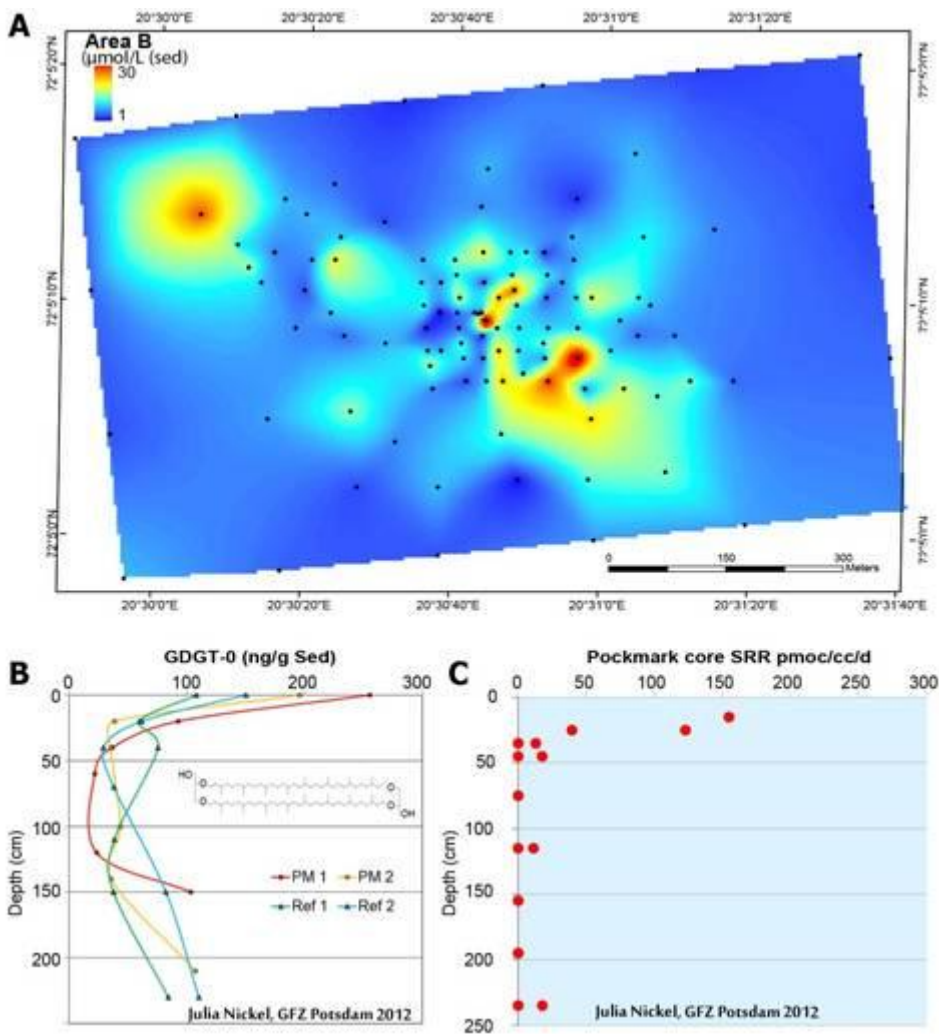 A
20°30'0"E 20°30'20"E 20°30'40"E 20°31'0"E 20°31'20"E
Area B
(µmol/L (sed)
30
1
72°5'20"N
72°5'10"N
72°5'0"N
0 150 300
Meters
20°30'0"E 20°30'20"E 20°30'40"E 20°31'0"E 20°31'20"E 20°31'40"E
B
GDGT-0 (ng/g Sed)
0 100 200 300
0
50
100
150
200
250
Depth (cm)
HO
OH
PM 1 PM 2
Ref 1 Ref 2
Julia Nickel, GFZ Potsdam 2012
C
Pockmark core SRR pmoc/cc/d
0 50 100 150 200 250 300
0
50
100
150
200
250
Depth (cm)
Julia Nickel, GFZ Potsdam 2012